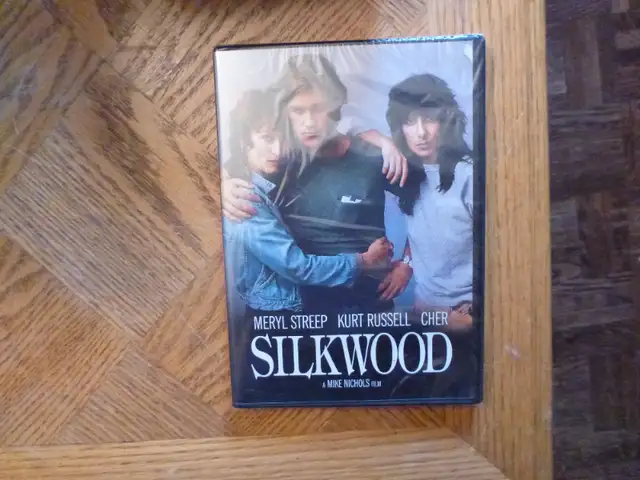 MERYL STREEP KURT RUSSELL CHER
SILKWOOD
A MIKE NICHOLS FILM